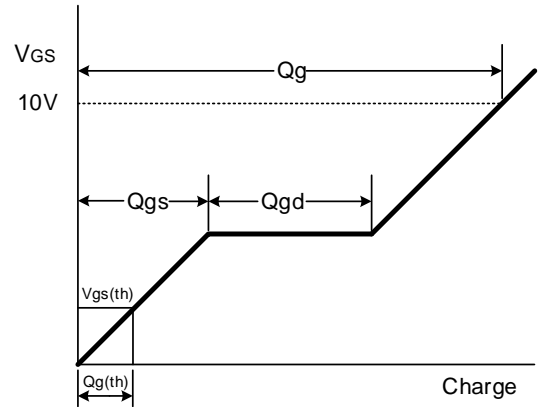 VGS
Qg
10V
Qgs
Qgd
Vgs(th)
Qg(th)
Charge